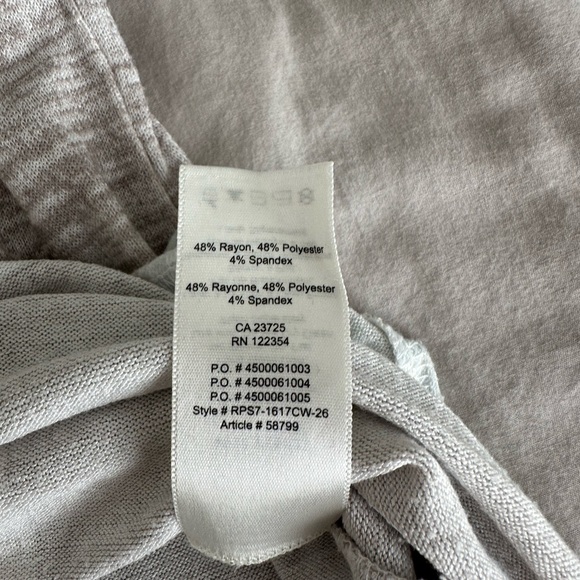 48% Rayon, 48% Polyester
4% Spandex
48% Rayonne, 48% Polyester
4% Spandex
CA 23725
RN 122354
P.O. # 4500061003
P.O. # 4500061004
P.O. # 4500061005
Style # RPS7-1617CW-26
Article # 58799